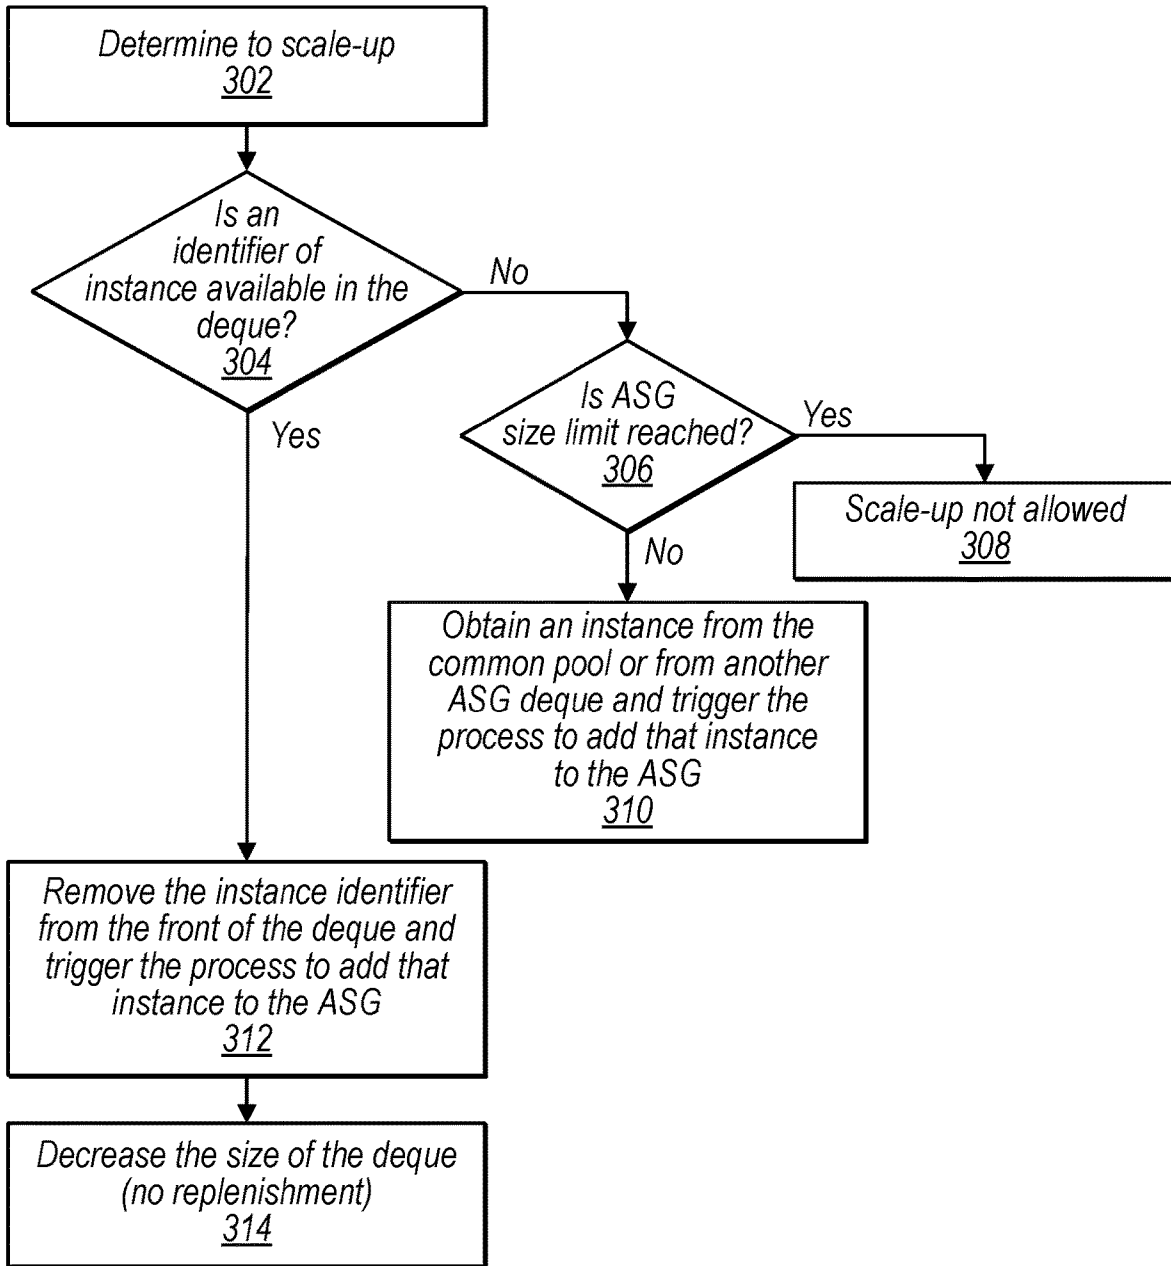 Determine to scale-up
302
Is an
identifier of
instance available in the
deque?
304
No
Yes
Is ASG
size limit reached?
306
Yes
No
Scale-up not allowed
308
Obtain an instance from the
common pool or from another
ASG deque and trigger the
process to add that instance
to the ASG
310
Remove the instance identifier
from the front of the deque and
trigger the process to add that
instance to the ASG
312
Decrease the size of the deque
(no replenishment)
314